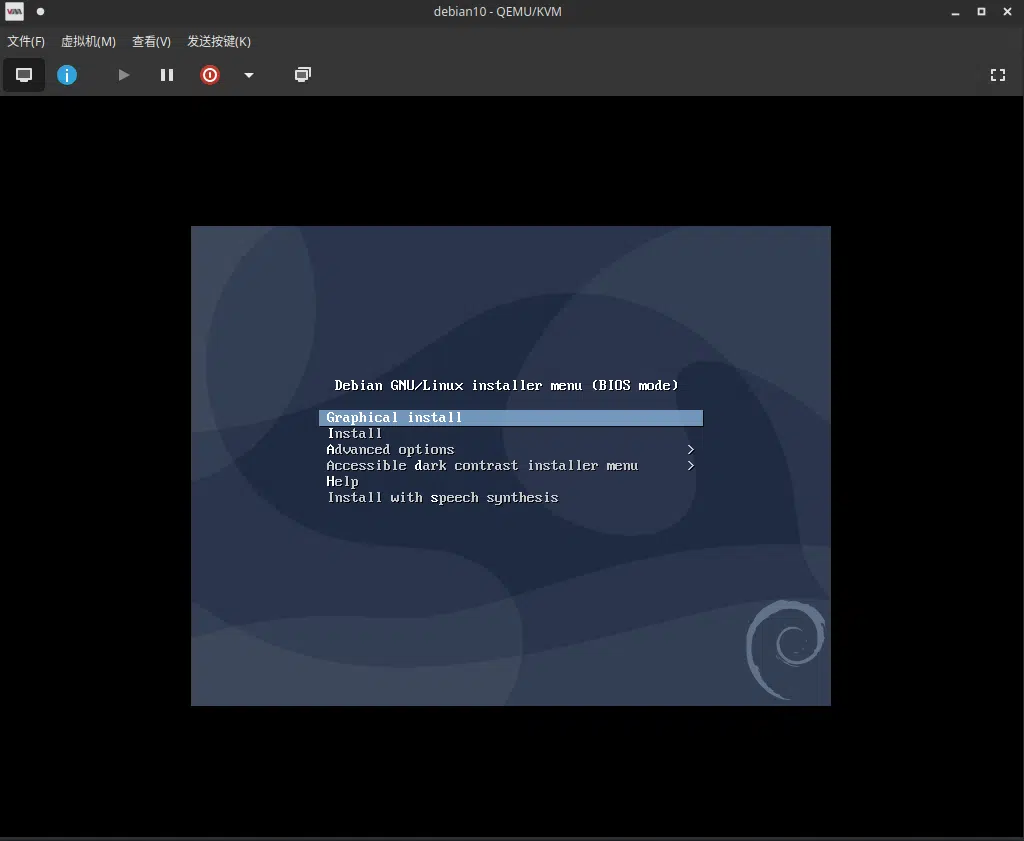 debian10 - QEMU/KVM
文件(F) 虚拟机(M) 查看(V) 发送按键(K)
Debian GNU/Linux installer menu (BIOS mode)
Graphical install
Install
Advanced options >
Accessible dark contrast installer menu >
Help
Install with speech synthesis